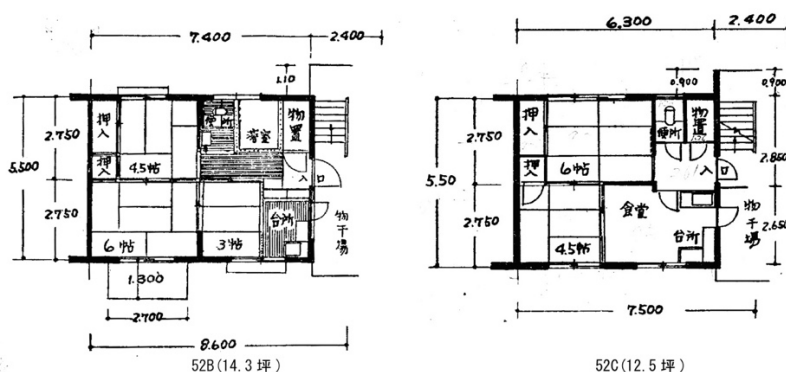 7.400
2.400
1.10
5.500
2.750
2.750
押入
押入
4.5帖
便所
浴室
物置
入口
6帖
3帖
台所
物干場
1.300
2.700
8.600
52B(14.3坪)
6.300
2.400
0.900
0.900
5.50
2.750
2.750
2.850
2.650
押入
押入
6帖
便所
物置
入口
4.5帖
食堂
台所
物干場
7.500
52C(12.5坪)